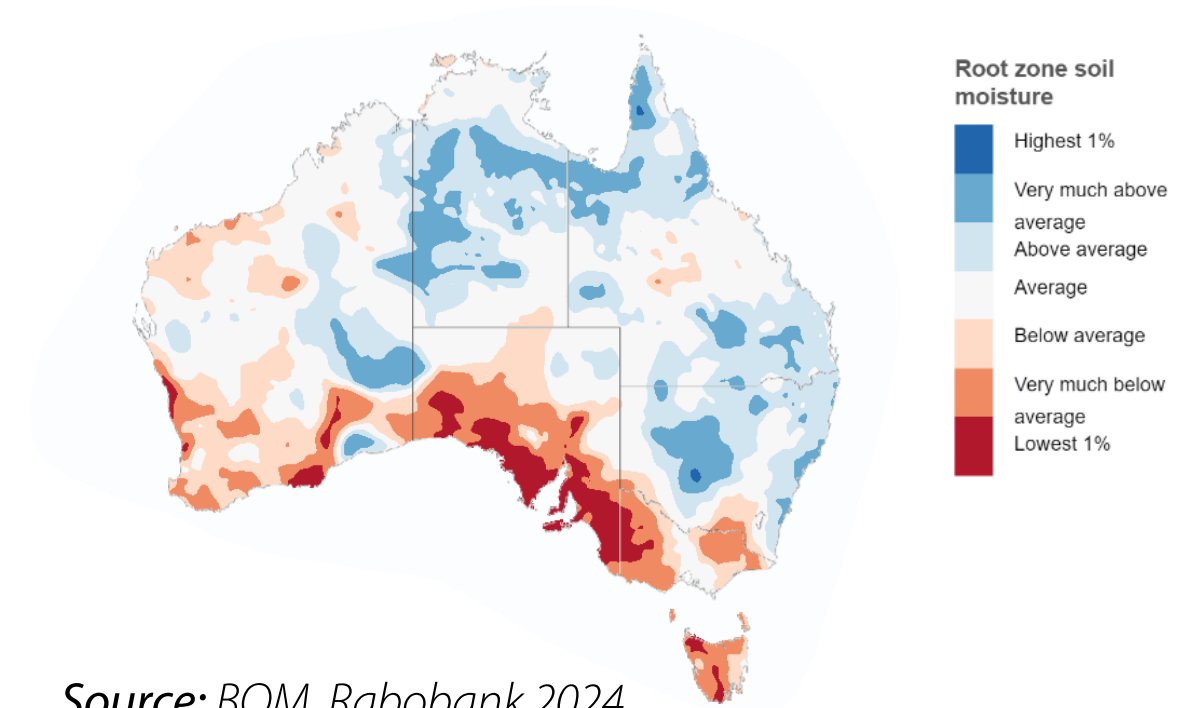 Root zone soil
moisture
Highest 1%
Very much above
average
Above average
Average
Below average
Very much below
average
Lowest 1%
Source: BOM, Rabobank 2024